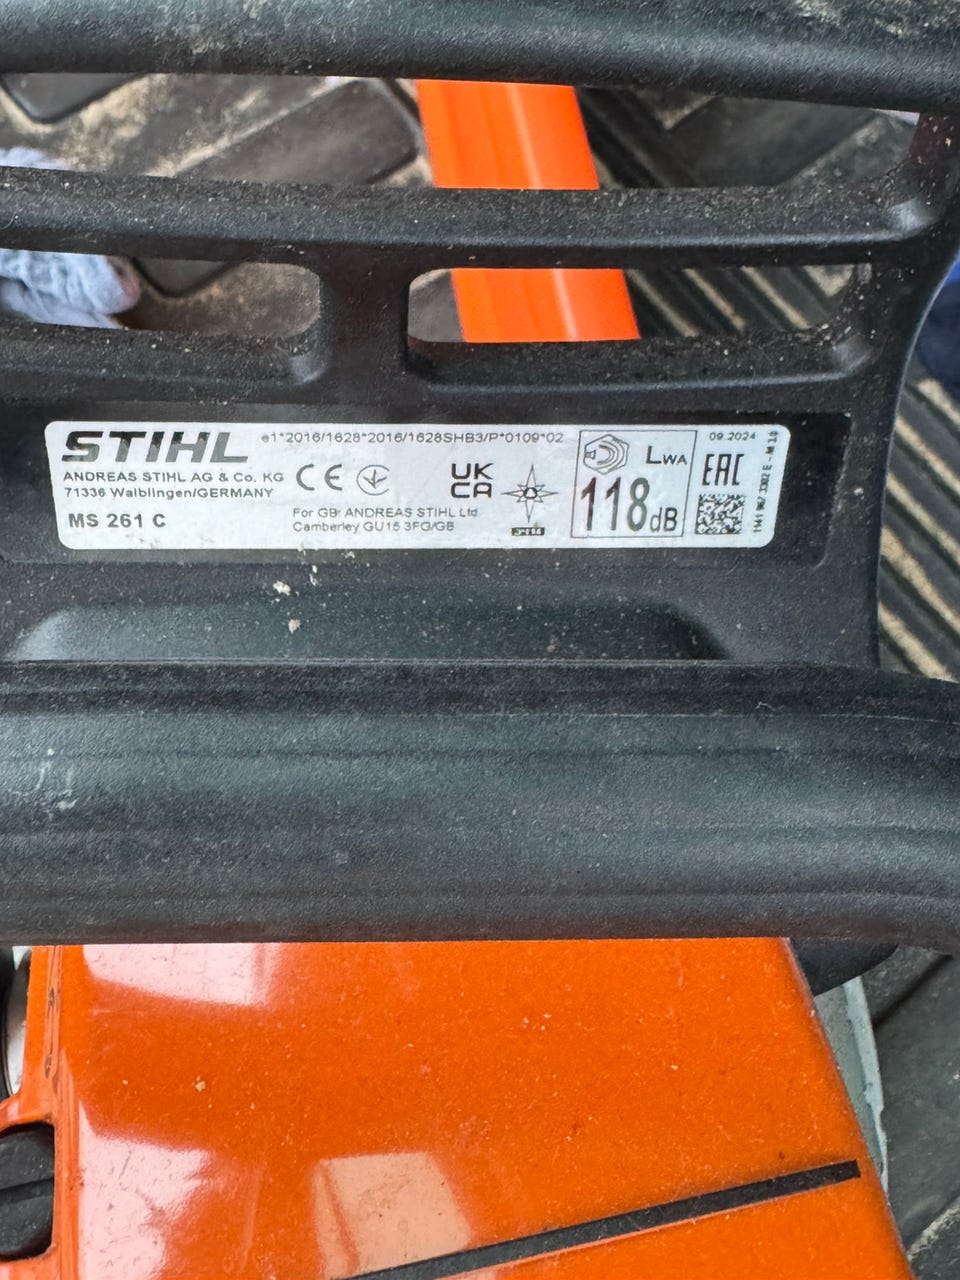 STIHL
ANDREAS STIHL AG & Co. KG
71336 Waiblingen/GERMANY
MS 261 C
e1*2016/1628*2016/1628SHB3/P*0109*02
CE
UK
CA
For GB: ANDREAS STIHL Ltd
Camberley GU15 3FG/GB
LWA
118dB
09.2024
EAC